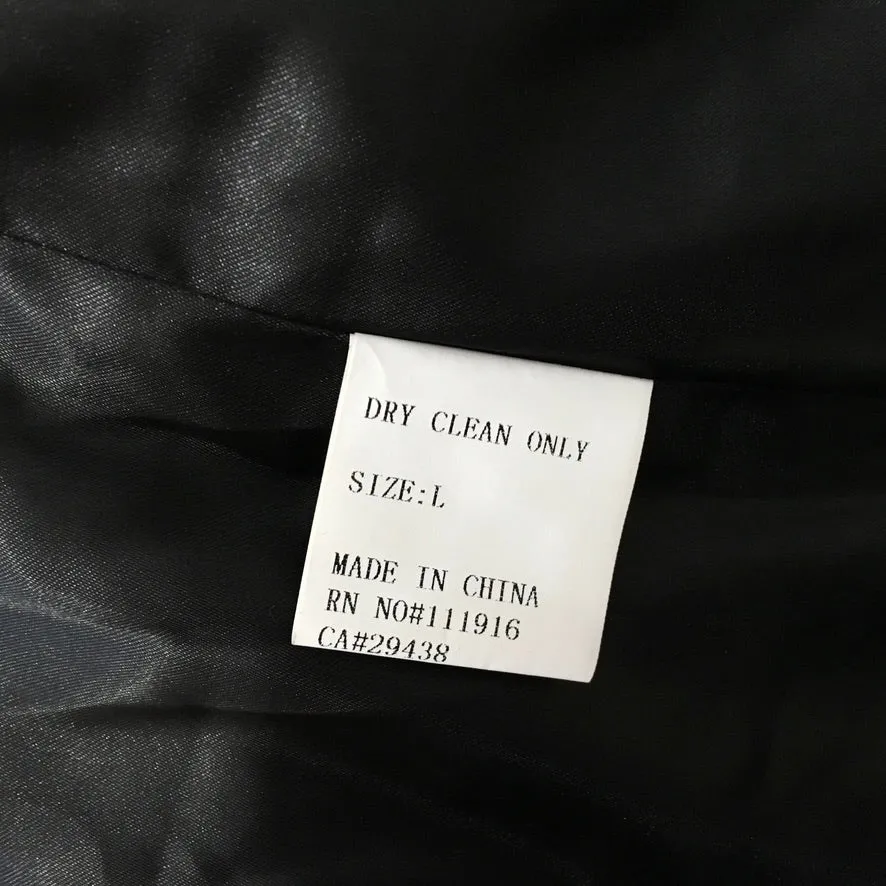 DRY CLEAN ONLY
SIZE:L
MADE IN CHINA
RN NO#111916
CA#29438